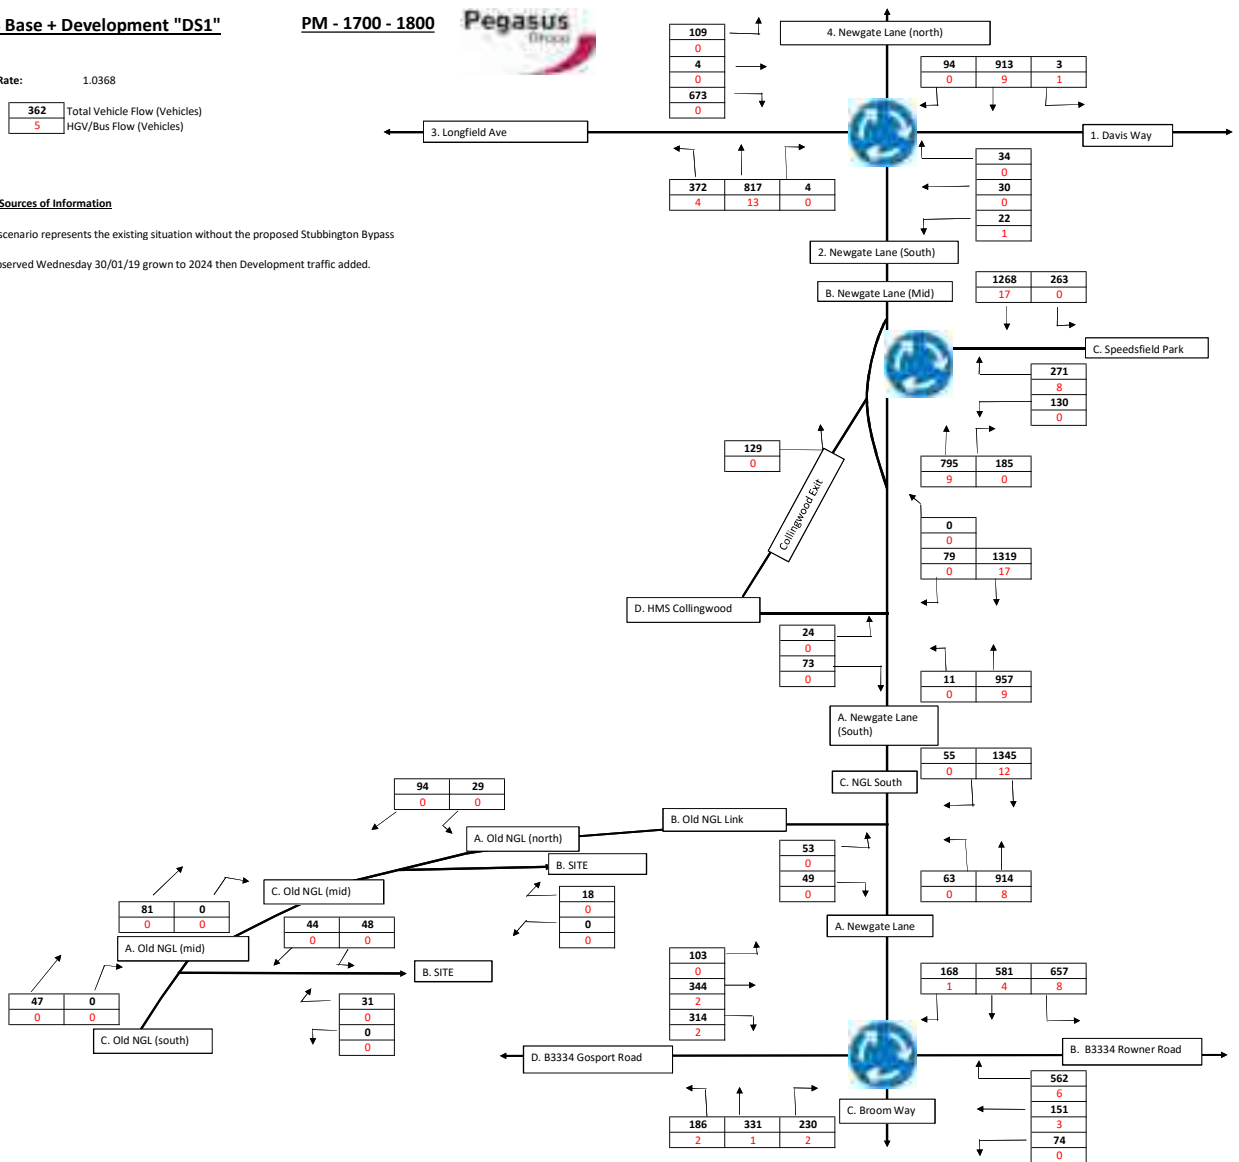 Base + Development "DS1"
PM - 1700 - 1800
Pegasus
Group
Rate: 1.0368
362 Total Vehicle Flow (Vehicles)
5 HGV/Bus Flow (Vehicles)
Sources of Information
scenario represents the existing situation without the proposed Stubbington Bypass
observed Wednesday 30/01/19 grown to 2024 then Development traffic added.
4. Newgate Lane (north)
109
0
4
0
673
0
94 913 3
0 9 1
3. Longfield Ave
1. Davis Way
372 817 4
4 13 0
34
0
30
0
22
1
2. Newgate Lane (South)
B. Newgate Lane (Mid)
1268 263
17 0
C. Speedsfield Park
271
8
130
0
129
0
795 185
9 0
Collingwood Exit
0
0
79 1319
0 17
D. HMS Collingwood
24
0
73
0
11 957
0 9
A. Newgate Lane
(South)
55 1345
0 12
C. NGL South
94 29
0 0
B. Old NGL Link
A. Old NGL (north)
53
0
49
0
63 914
0 8
B. SITE
C. Old NGL (mid)
18
0
0
0
81 0
0 0
44 48
0 0
A. Old NGL (mid)
A. Newgate Lane
B. SITE
47 0
0 0
31
0
0
0
C. Old NGL (south)
103
0
344
2
314
2
168 581 657
1 4 8
D. B3334 Gosport Road
B. B3334 Rowner Road
186 331 230
2 1 2
C. Broom Way
562
6
151
3
74
0